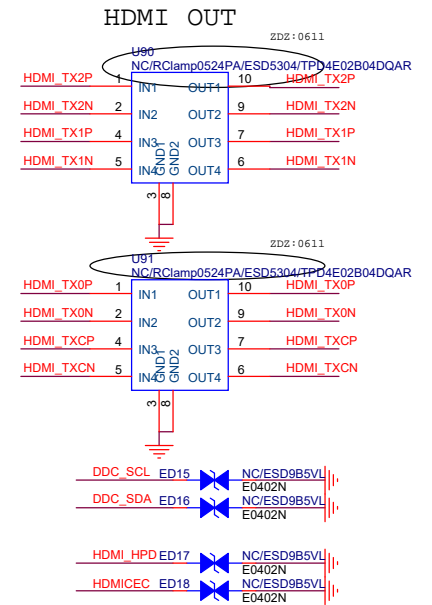 HDMI OUT
ZDZ:0611
U90
NC/RClamp0524PA/ESD5304/TPD4E02B04DQAR
HDMI_TX2P 1 IN1 OUT1 10 HDMI_TX2P
HDMI_TX2N 2 IN2 OUT2 9 HDMI_TX2N
HDMI_TX1P 4 IN3 OUT3 7 HDMI_TX1P
HDMI_TX1N 5 IN4 OUT4 6 HDMI_TX1N
GND1 GND2
3 8
ZDZ:0611
U91
NC/RClamp0524PA/ESD5304/TPD4E02B04DQAR
HDMI_TX0P 1 IN1 OUT1 10 HDMI_TX0P
HDMI_TX0N 2 IN2 OUT2 9 HDMI_TX0N
HDMI_TXCP 4 IN3 OUT3 7 HDMI_TXCP
HDMI_TXCN 5 IN4 OUT4 6 HDMI_TXCN
GND1 GND2
3 8
DDC_SCL ED15 NC/ESD9B5VL
E0402N
DDC_SDA ED16 NC/ESD9B5VL
E0402N
HDMI_HPD ED17 NC/ESD9B5VL
E0402N
HDMICEC ED18 NC/ESD9B5VL
E0402N